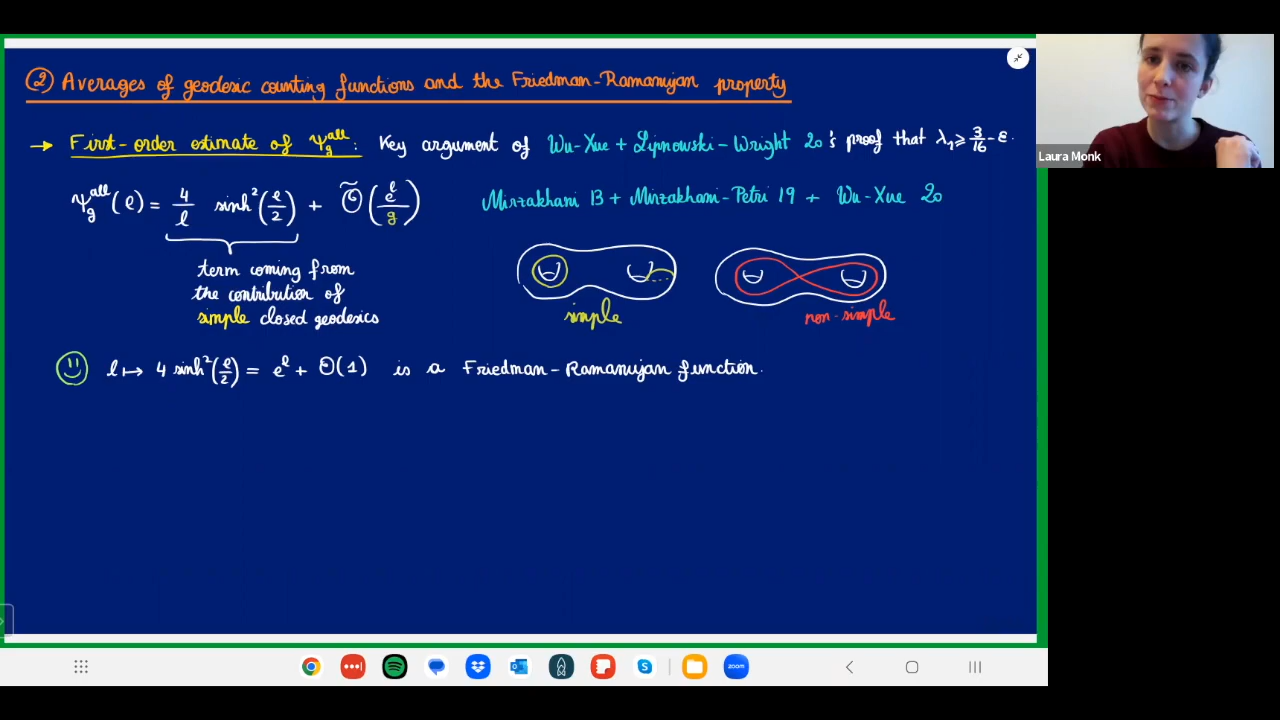 ② Averages of geodesic counting functions and the Friedman-Ramanujan property
→ First-order estimate of Ψ_g^all : Key argument of Wu-Xue + Lipnowski-Wright 20's proof that λ₁ ≥ 3/16 - ε.
Ψ_g^all (ℓ) = 4/ℓ sinh²(ℓ/2) + Õ(e^ℓ/g) Mirzakhani 13 + Mirzakhani-Petri 19 + Wu-Xue 20
term coming from
the contribution of
simple closed geodesics
simple
non-simple
ℓ ↦ 4 sinh²(ℓ/2) = e^ℓ + O(1) is a Friedman-Ramanujan function.
Laura Monk
zoom